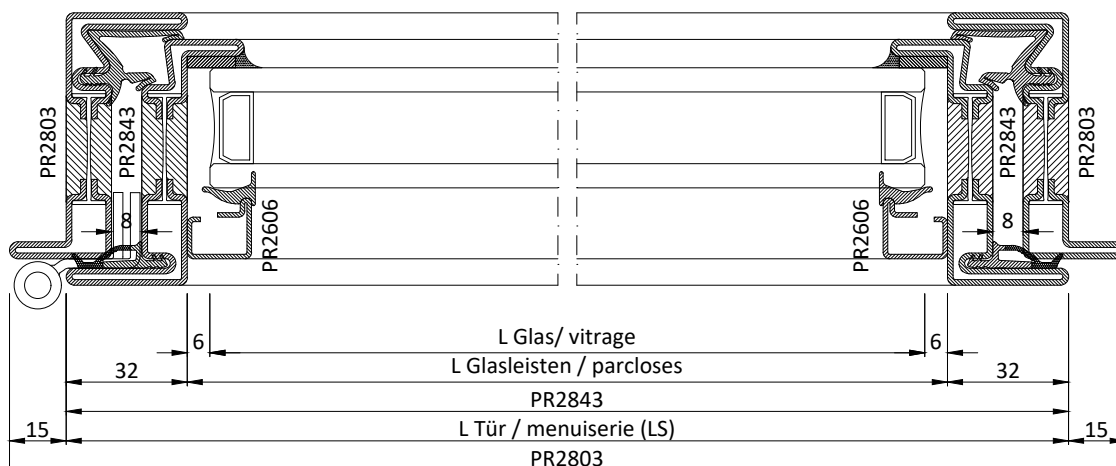 PR2803
PR2843
PR2843
PR2803
8
8
PR2606
PR2606
L Glas/ vitrage
6
6
L Glasleisten / parcloses
32
32
PR2843
15
L Tür / menuiserie (LS)
15
PR2803